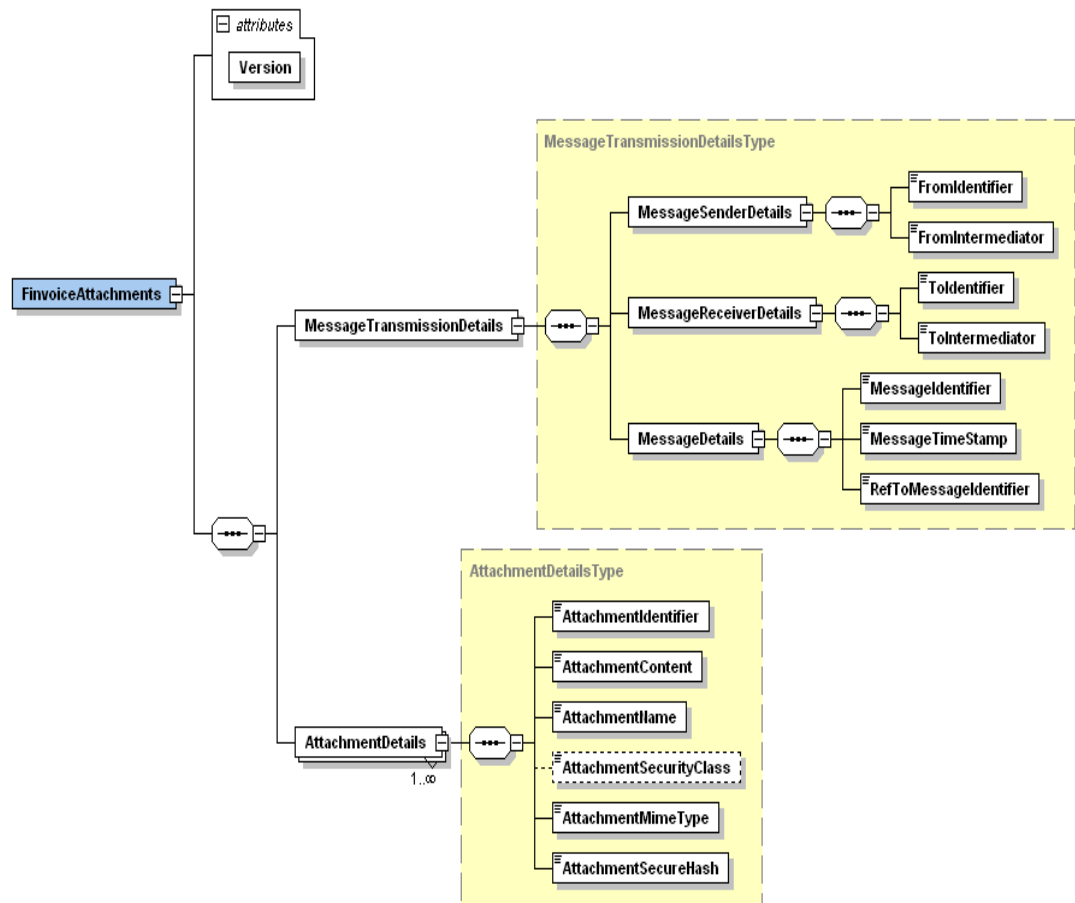 attributes
Version
MessageTransmissionDetailsType
FromIdentifier
MessageSenderDetails
FromIntermediator
FinvoiceAttachments
ToIdentifier
MessageTransmissionDetails
MessageReceiverDetails
ToIntermediator
MessageIdentifier
MessageDetails
MessageTimeStamp
RefToMessageIdentifier
AttachmentDetailsType
AttachmentIdentifier
AttachmentContent
AttachmentName
AttachmentDetails
1..∞
AttachmentSecurityClass
AttachmentMimeType
AttachmentSecureHash